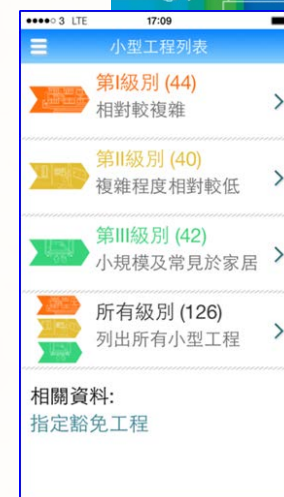 3 LTE 17:09
小型工程列表
第I級別 (44)
相對較複雜
第II級別 (40)
複雜程度相對較低
第III級別 (42)
小規模及常見於家居
所有級別 (126)
列出所有小型工程
相關資料:
指定豁免工程